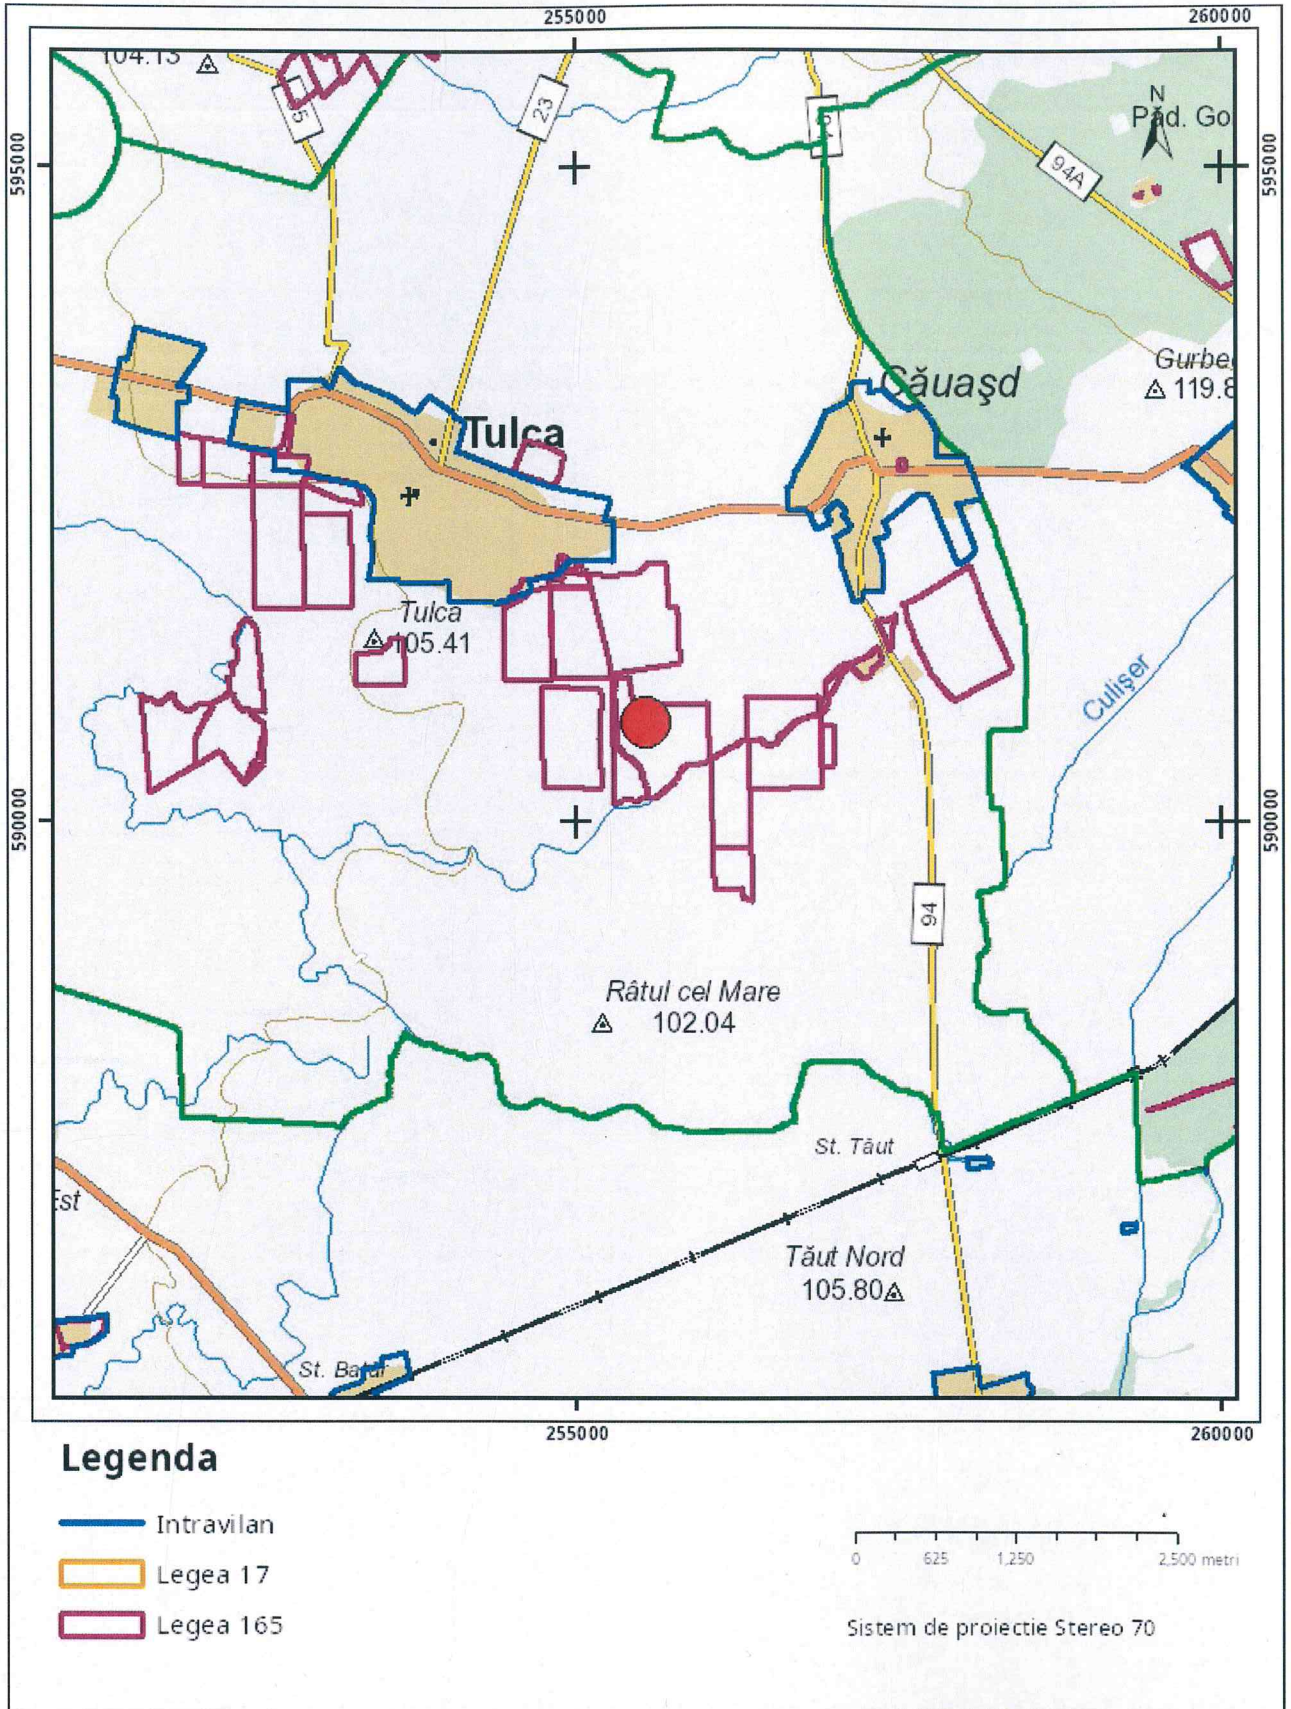 255000
260000
104.13
23
595000
N
Păd. Go
94A
595000
Gurbe
119.8
Căuaşd
Tulca
Tulca
105.41
Culişer
590000
590000
94
Râtul cel Mare
102.04
St. Tăut
Est
Tăut Nord
105.80
St. Batăr
255000
260000
Legenda
Intravilan
Legea 17
Legea 165
0 625 1,250 2,500 metri
Sistem de proiectie Stereo 70